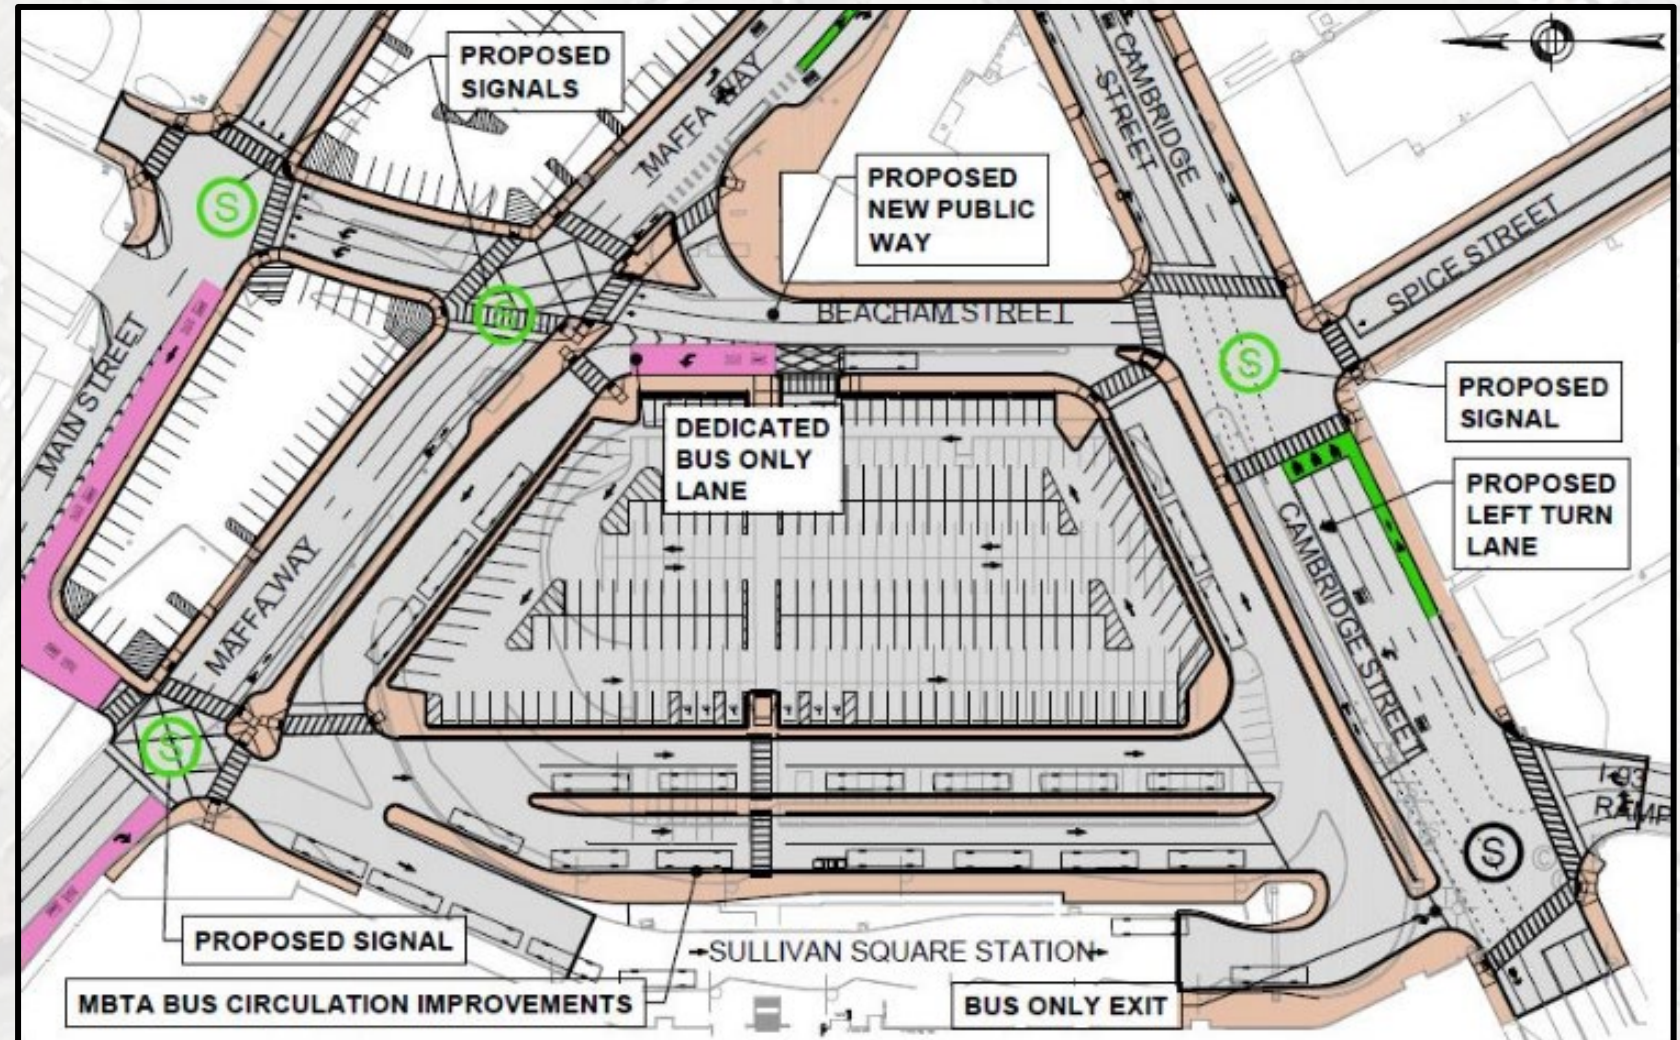 PROPOSED
SIGNALS
MAFFA WAY
CAMBRIDGE
STREET
PROPOSED
NEW PUBLIC
WAY
SPICE STREET
BEACHAM STREET
MAIN STREET
DEDICATED
BUS ONLY
LANE
PROPOSED
SIGNAL
PROPOSED
LEFT TURN
LANE
MAFFA WAY
CAMBRIDGE STREET
I-93
RAMP
S
S
S
S
PROPOSED SIGNAL
SULLIVAN SQUARE STATION
MBTA BUS CIRCULATION IMPROVEMENTS
BUS ONLY EXIT